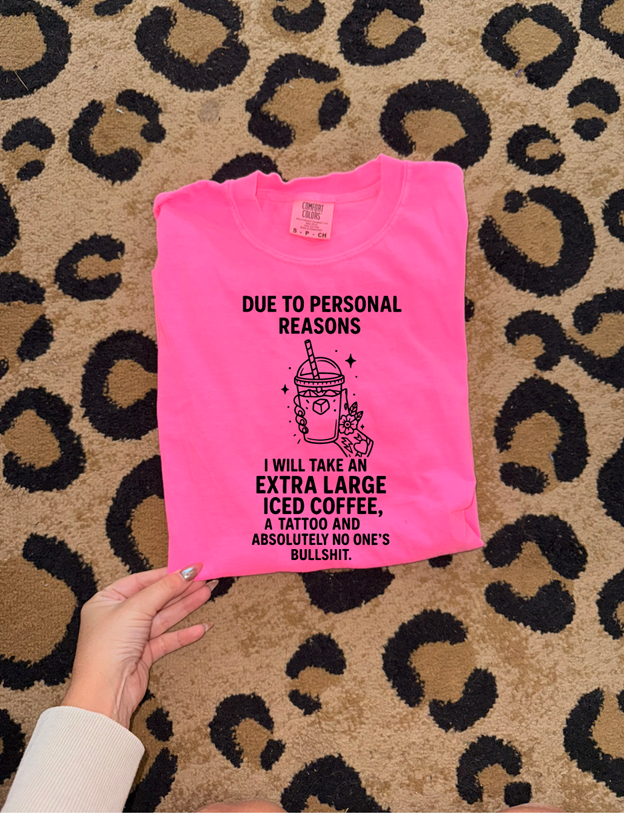 COMFORT
COLORS
S - P - CH
DUE TO PERSONAL
REASONS
I WILL TAKE AN
EXTRA LARGE
ICED COFFEE,
A TATTOO AND
ABSOLUTELY NO ONE'S
BULLSHIT.